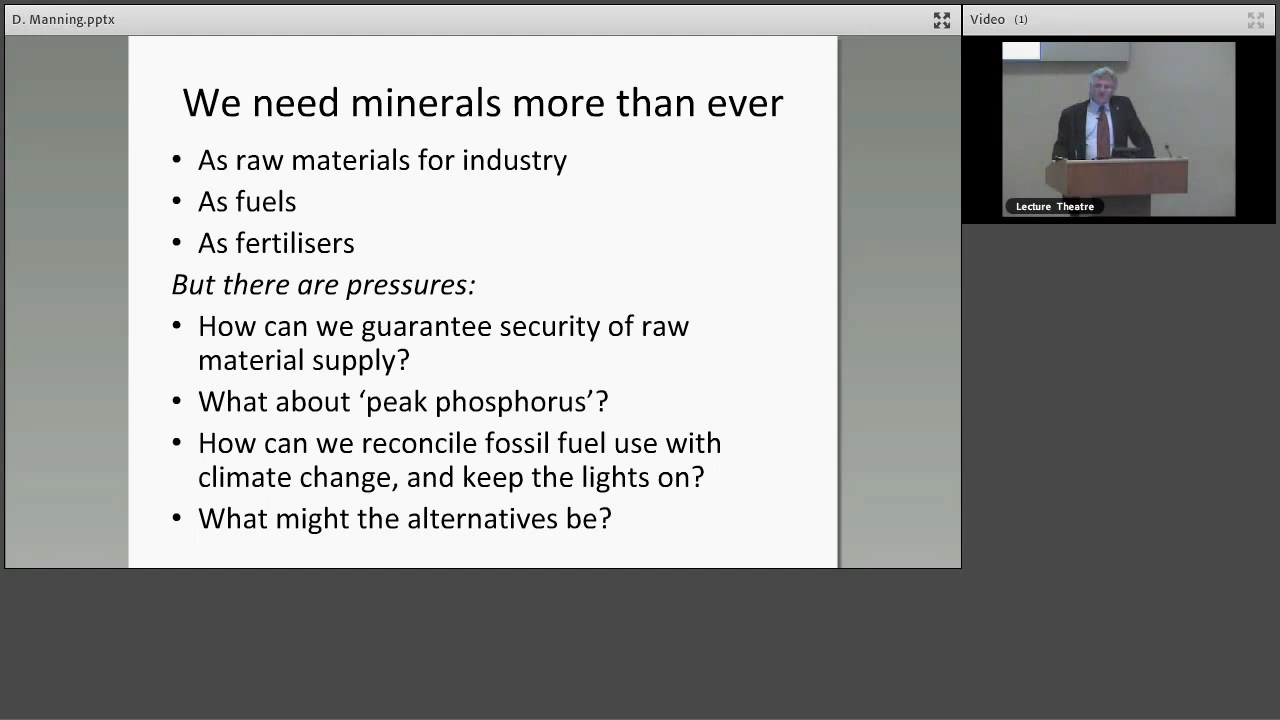 D. Manning.pptx
Video (1)
We need minerals more than ever
• As raw materials for industry
• As fuels
• As fertilisers
But there are pressures:
• How can we guarantee security of raw
material supply?
• What about ‘peak phosphorus’?
• How can we reconcile fossil fuel use with
climate change, and keep the lights on?
• What might the alternatives be?
Lecture Theatre